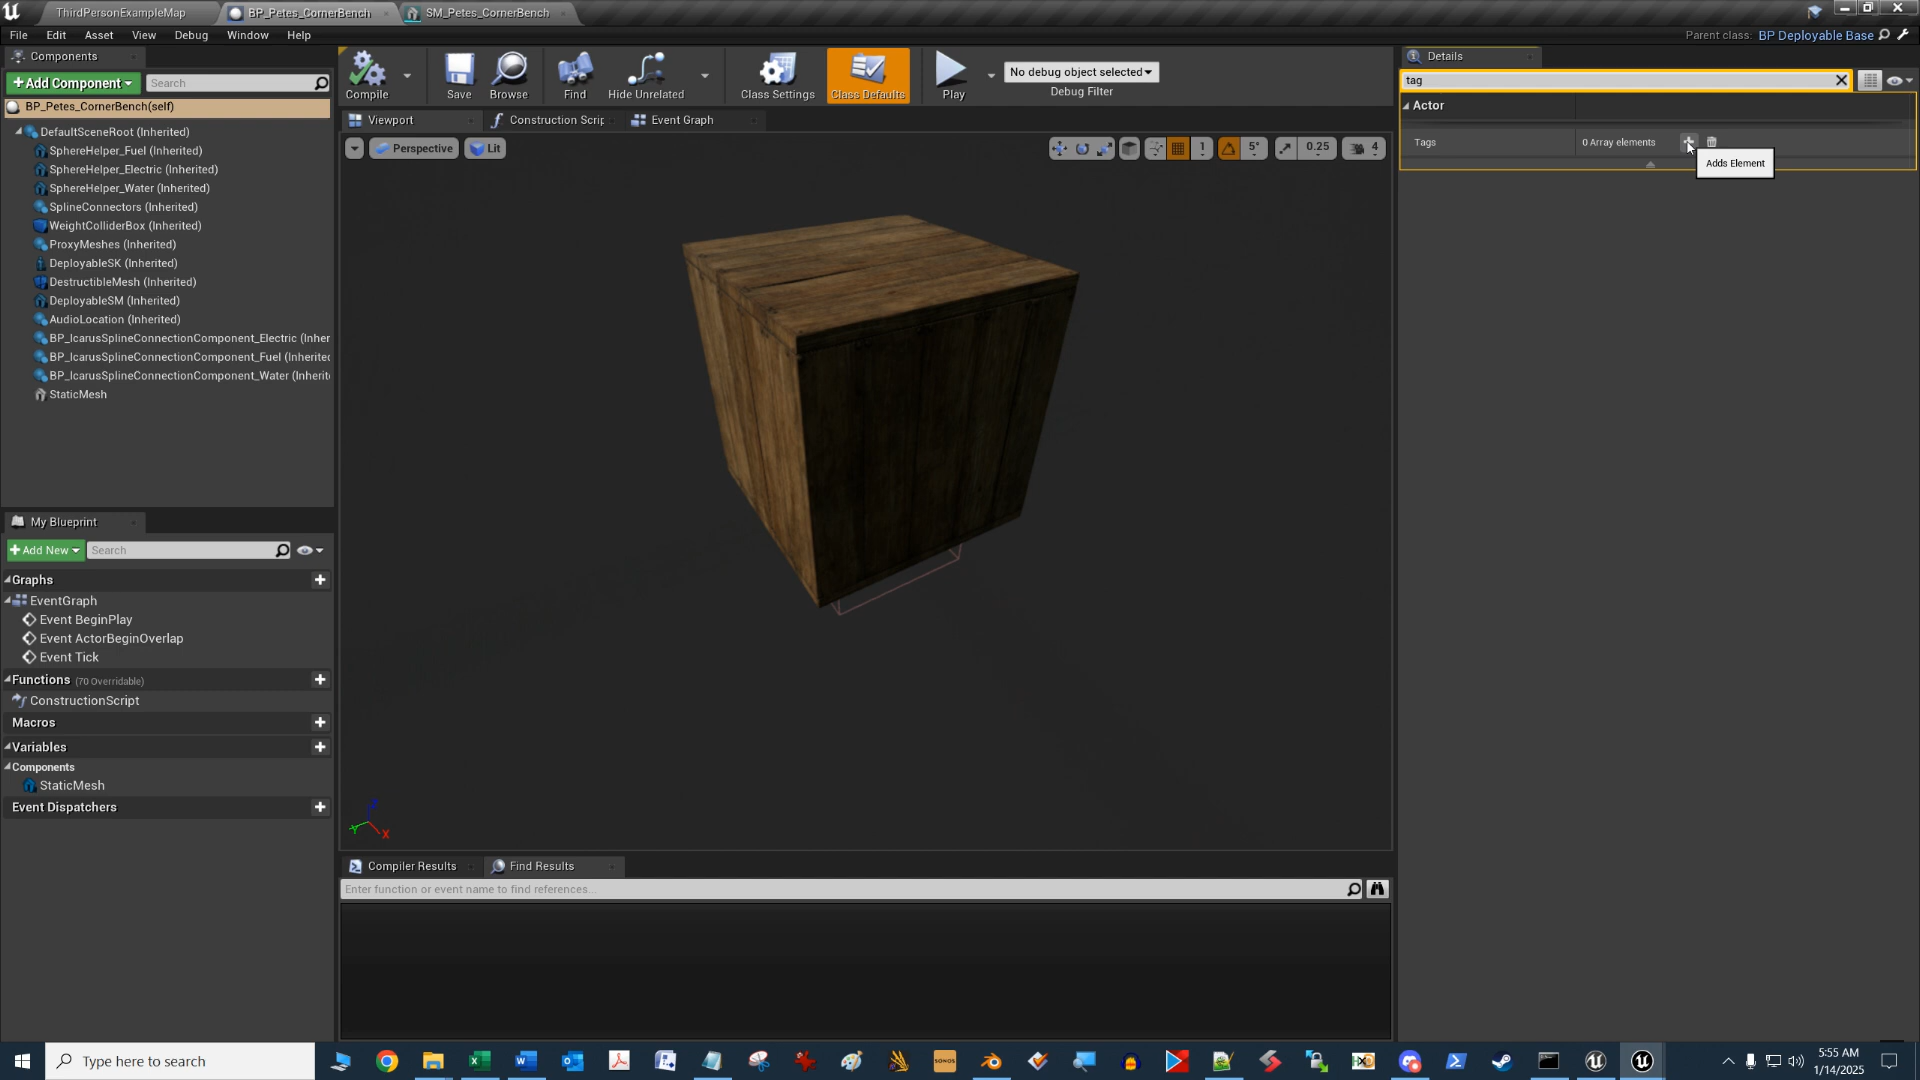 ThirdPersonExampleMap
BP_Petes_CornerBench
SM_Petes_CornerBench
File Edit Asset View Debug Window Help
Parent class: BP Deployable Base
Components
+Add Component
Search
BP_Petes_CornerBench(self)
DefaultSceneRoot (Inherited)
SphereHelper_Fuel (Inherited)
SphereHelper_Electric (Inherited)
SphereHelper_Water (Inherited)
SplineConnectors (Inherited)
WeightColliderBox (Inherited)
ProxyMeshes (Inherited)
DeployableSK (Inherited)
DestructibleMesh (Inherited)
DeployableSM (Inherited)
AudioLocation (Inherited)
BP_IcarusSplineConnectionComponent_Electric (Inher
BP_IcarusSplineConnectionComponent_Fuel (Inherited
BP_IcarusSplineConnectionComponent_Water (Inherit
StaticMesh
My Blueprint
+Add New
Search
Graphs
EventGraph
Event BeginPlay
Event ActorBeginOverlap
Event Tick
Functions (70 Overridable)
ConstructionScript
Macros
Variables
Components
StaticMesh
Event Dispatchers
Compile
Save
Browse
Find
Hide Unrelated
Class Settings
Class Defaults
Play
No debug object selected
Debug Filter
Viewport
Construction Scrip
Event Graph
Perspective
Lit
1
5°
0.25
4
Z
Y
X
Compiler Results
Find Results
Enter function or event name to find references...
Details
tag
Actor
Tags
0 Array elements
Adds Element
Type here to search
SONOS
5:55 AM
1/14/2025